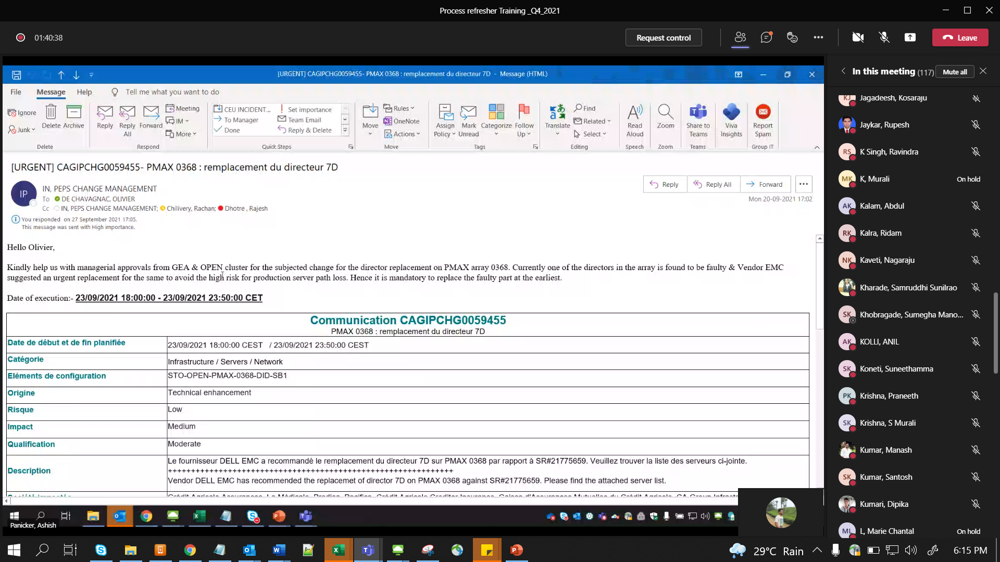 Process refresher Training _Q4_2021
01:40:38
Request control
Leave
[URGENT] CAGIPCHG0059455- PMAX 0368 : remplacement du directeur 7D - Message (HTML)
File Message Help Tell me what you want to do
Ignore
Junk
Delete
Archive
Delete
Reply
Reply All
Forward
Meeting
IM
More
Respond
CEU INCIDENT...
To Manager
Done
Set importance
Team Email
Reply & Delete
Quick Steps
Move
Rules
OneNote
Actions
Move
Assign Policy
Mark Unread
Categorize
Follow Up
Tags
Translate
Find
Related
Select
Editing
Read Aloud
Speech
Zoom
Zoom
Share to Teams
Teams
Viva Insights
Report Spam
Group IT
[URGENT] CAGIPCHG0059455- PMAX 0368 : remplacement du directeur 7D
IP
IN, PEPS CHANGE MANAGEMENT
To DE CHAVAGNAC, OLIVIER
Cc IN, PEPS CHANGE MANAGEMENT; Chilivery, Rachan; Dhotre , Rajesh
Reply Reply All Forward
Mon 20-09-2021 17:02
You responded on 27 September 2021 17:05.
This message was sent with High importance.
Hello Olivier,
Kindly help us with managerial approvals from GEA & OPEN cluster for the subjected change for the director replacement on PMAX array 0368. Currently one of the directors in the array is found to be faulty & Vendor EMC
suggested an urgent replacement for the same to avoid the high risk for production server path loss. Hence it is mandatory to replace the faulty part at the earliest.
Date of execution:- 23/09/2021 18:00:00 - 23/09/2021 23:50:00 CET
Communication CAGIPCHG0059455
PMAX 0368 : remplacement du directeur 7D
Date de début et de fin planifiée 23/09/2021 18:00:00 CEST / 23/09/2021 23:50:00 CEST
Catégorie Infrastructure / Servers / Network
Eléments de configuration STO-OPEN-PMAX-0368-DID-SB1
Origine Technical enhancement
Risque Low
Impact Medium
Qualification Moderate
Description
Le fournisseur DELL EMC a recommandé le remplacement du directeur 7D sur PMAX 0368 par rapport à SR#21775659. Veuillez trouver la liste des serveurs ci-jointe.
+++++++++++++++++++++++++++++++++++++++++++++++++++++++++++++
Vendor DELL EMC has recommended the replacemet of director 7D on PMAX 0368 against SR#21775659. Please find the attached server list.
Panicker, Ashish
In this meeting (117) Mute all
KJ Jagadeesh, Kosaraju
Jaykar, Rupesh
RS K Singh, Ravindra
MK K, Murali On hold
AK Kalam, Abdul
RK Kalra, Ridam
NK Kaveti, Nagaraju
Kharade, Samruddhi Sunilrao
SK Khobragade, Sumegha Mano...
AK KOLLI, ANIL
SK Koneti, Suneethamma
PK Krishna, Praneeth
SK Krishna, S Murali
Kumar, Manash
SK Kumar, Santosh
Kumari, Dipika
ML L, Marie Chantal On hold
29°C Rain
6:15 PM